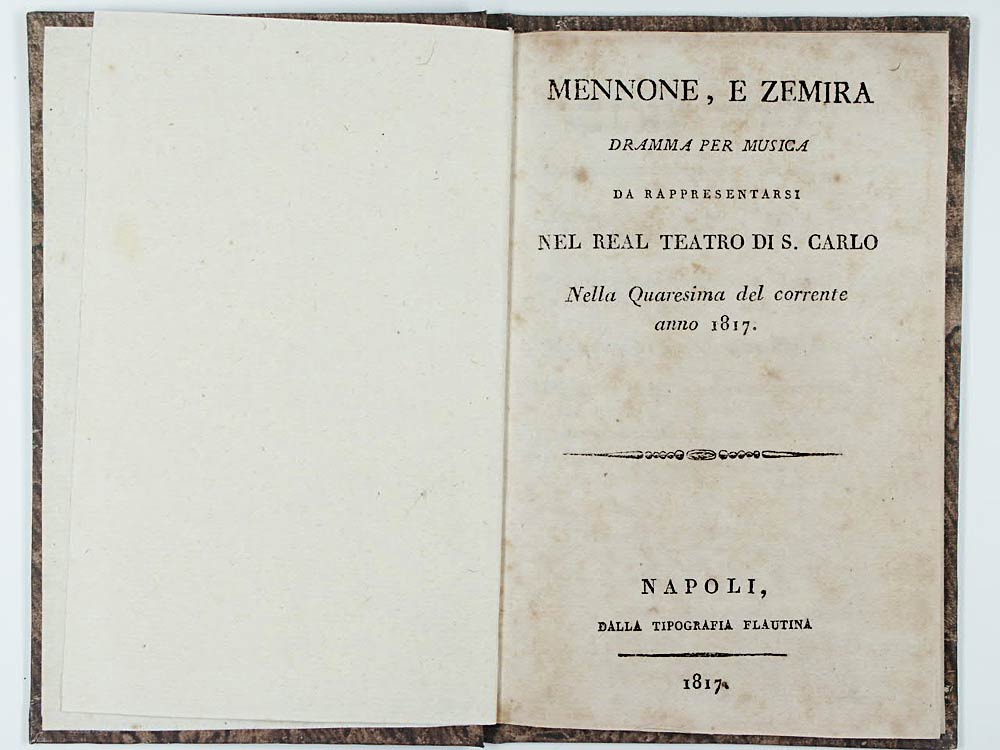 MENNONE, E ZEMIRA
DRAMMA PER MUSICA
DA RAPPRESENTARSI
NEL REAL TEATRO DI S. CARLO
Nella Quaresima del corrente
anno 1817.
NAPOLI,
DALLA TIPOGRAFIA FLAUTINA
1817.